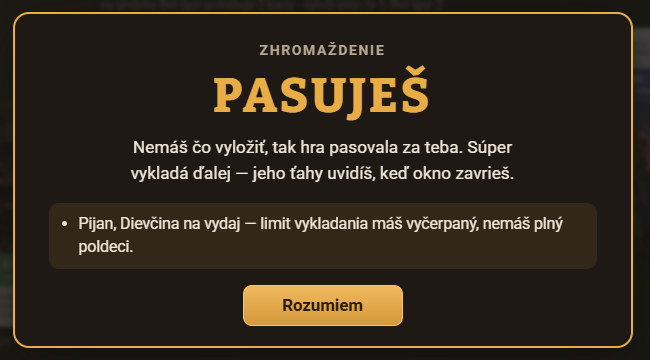 ZHROMAŽDENIE
PASUJEŠ
Nemáš čo vyložiť, tak hra pasovala za teba. Súper
vykladá ďalej — jeho ťahy uvidíš, keď okno zavrieš.
• Pijan, Dievčina na vydaj — limit vykladania máš vyčerpaný, nemáš plný
poldeci.
Rozumiem